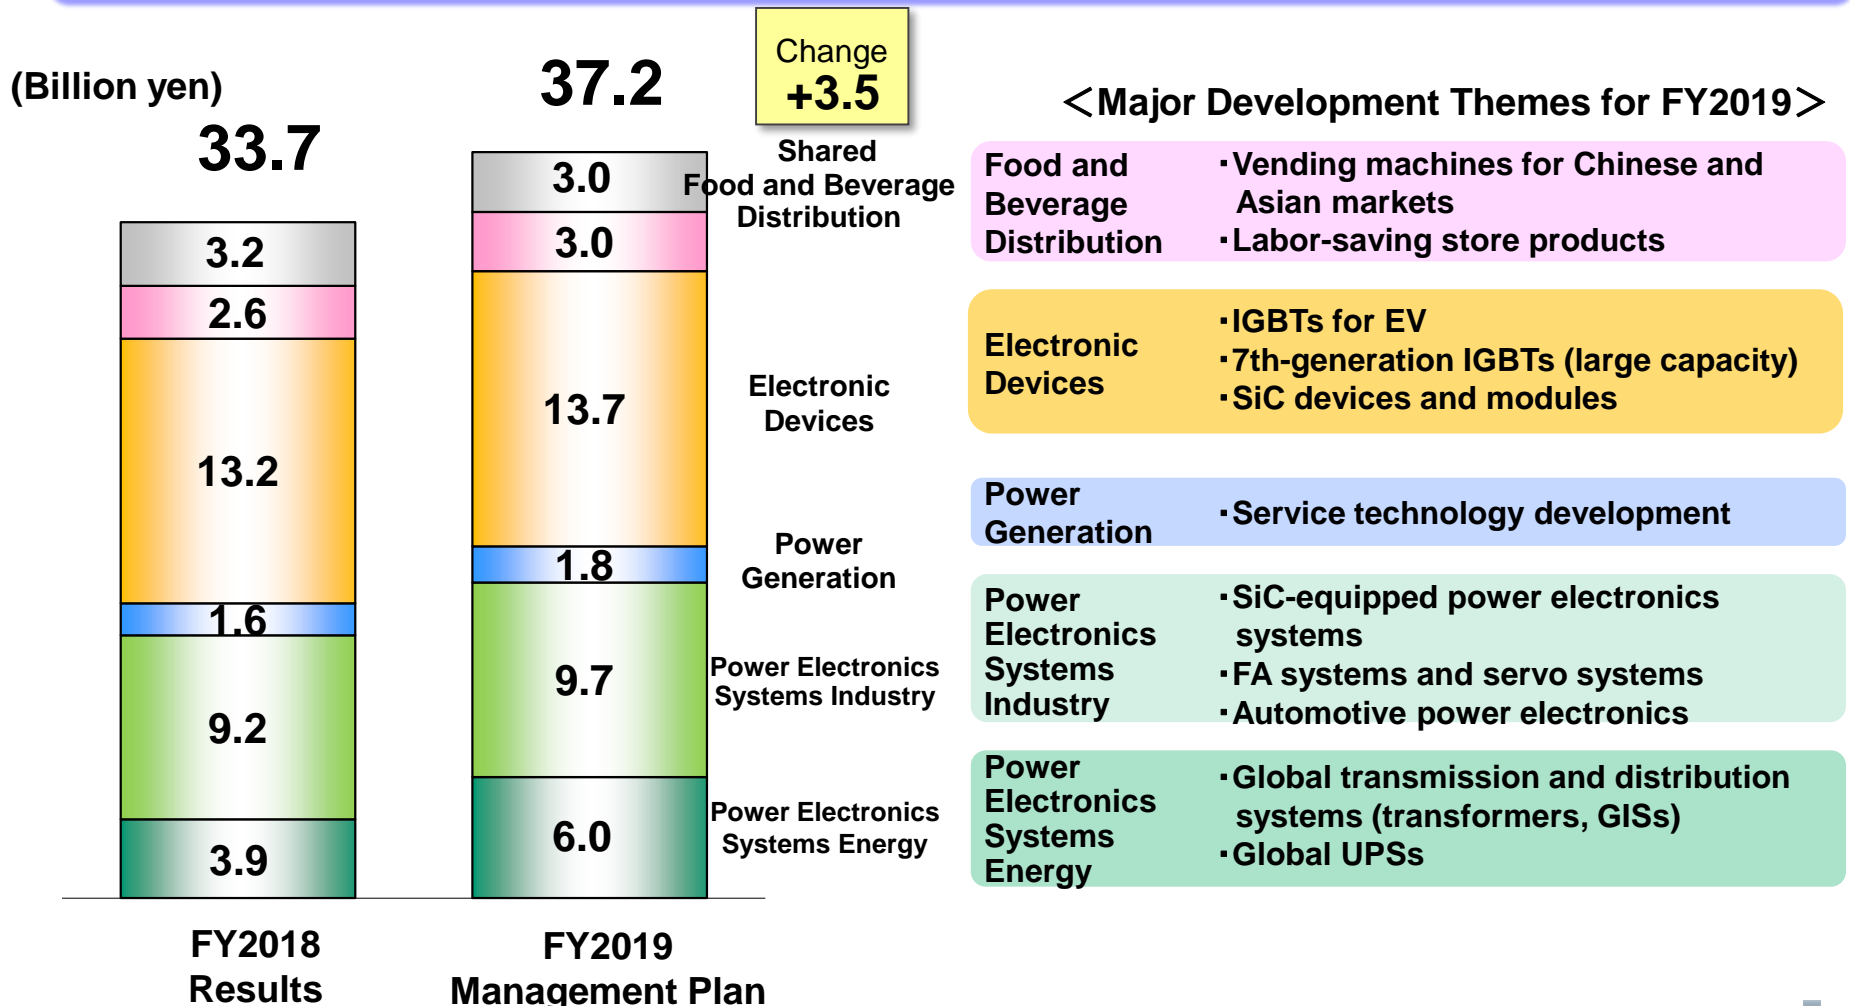 (Billion yen)
33.7
37.2
Change
+3.5
3.2
2.6
13.2
1.6
9.2
3.9
FY2018
Results
3.0
3.0
13.7
1.8
9.7
6.0
FY2019
Management Plan
Shared
Food and Beverage
Distribution
Electronic
Devices
Power
Generation
Power Electronics
Systems Industry
Power Electronics
Systems Energy
＜Major Development Themes for FY2019＞
Food and
Beverage
Distribution
・Vending machines for Chinese and
Asian markets
・Labor-saving store products
Electronic
Devices
・IGBTs for EV
・7th-generation IGBTs (large capacity)
・SiC devices and modules
Power
Generation
・Service technology development
Power
Electronics
Systems
Industry
・SiC-equipped power electronics
systems
・FA systems and servo systems
・Automotive power electronics
Power
Electronics
Systems
Energy
・Global transmission and distribution
systems (transformers, GISs)
・Global UPSs